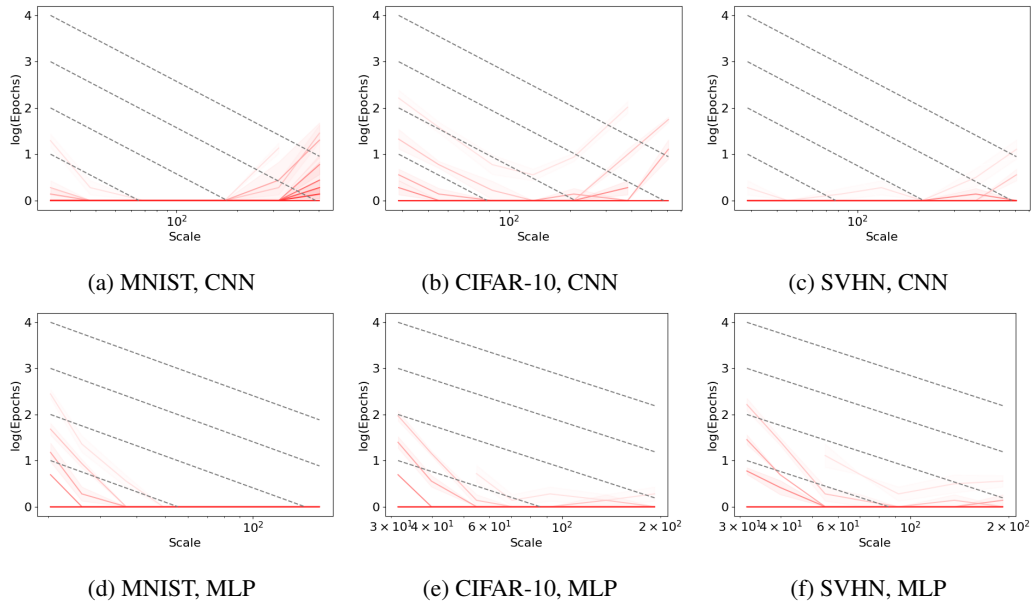 4
3
2
1
0
log(Epochs)
10²
Scale
(a) MNIST, CNN
4
3
2
1
0
log(Epochs)
10²
Scale
(b) CIFAR-10, CNN
4
3
2
1
0
log(Epochs)
10²
Scale
(c) SVHN, CNN
4
3
2
1
0
log(Epochs)
10²
Scale
(d) MNIST, MLP
4
3
2
1
0
log(Epochs)
3 × 10¹ 4 × 10¹ 6 × 10¹ 10² 2 × 10²
Scale
(e) CIFAR-10, MLP
4
3
2
1
0
log(Epochs)
3 × 10¹ 4 × 10¹ 6 × 10¹ 10² 2 × 10²
Scale
(f) SVHN, MLP